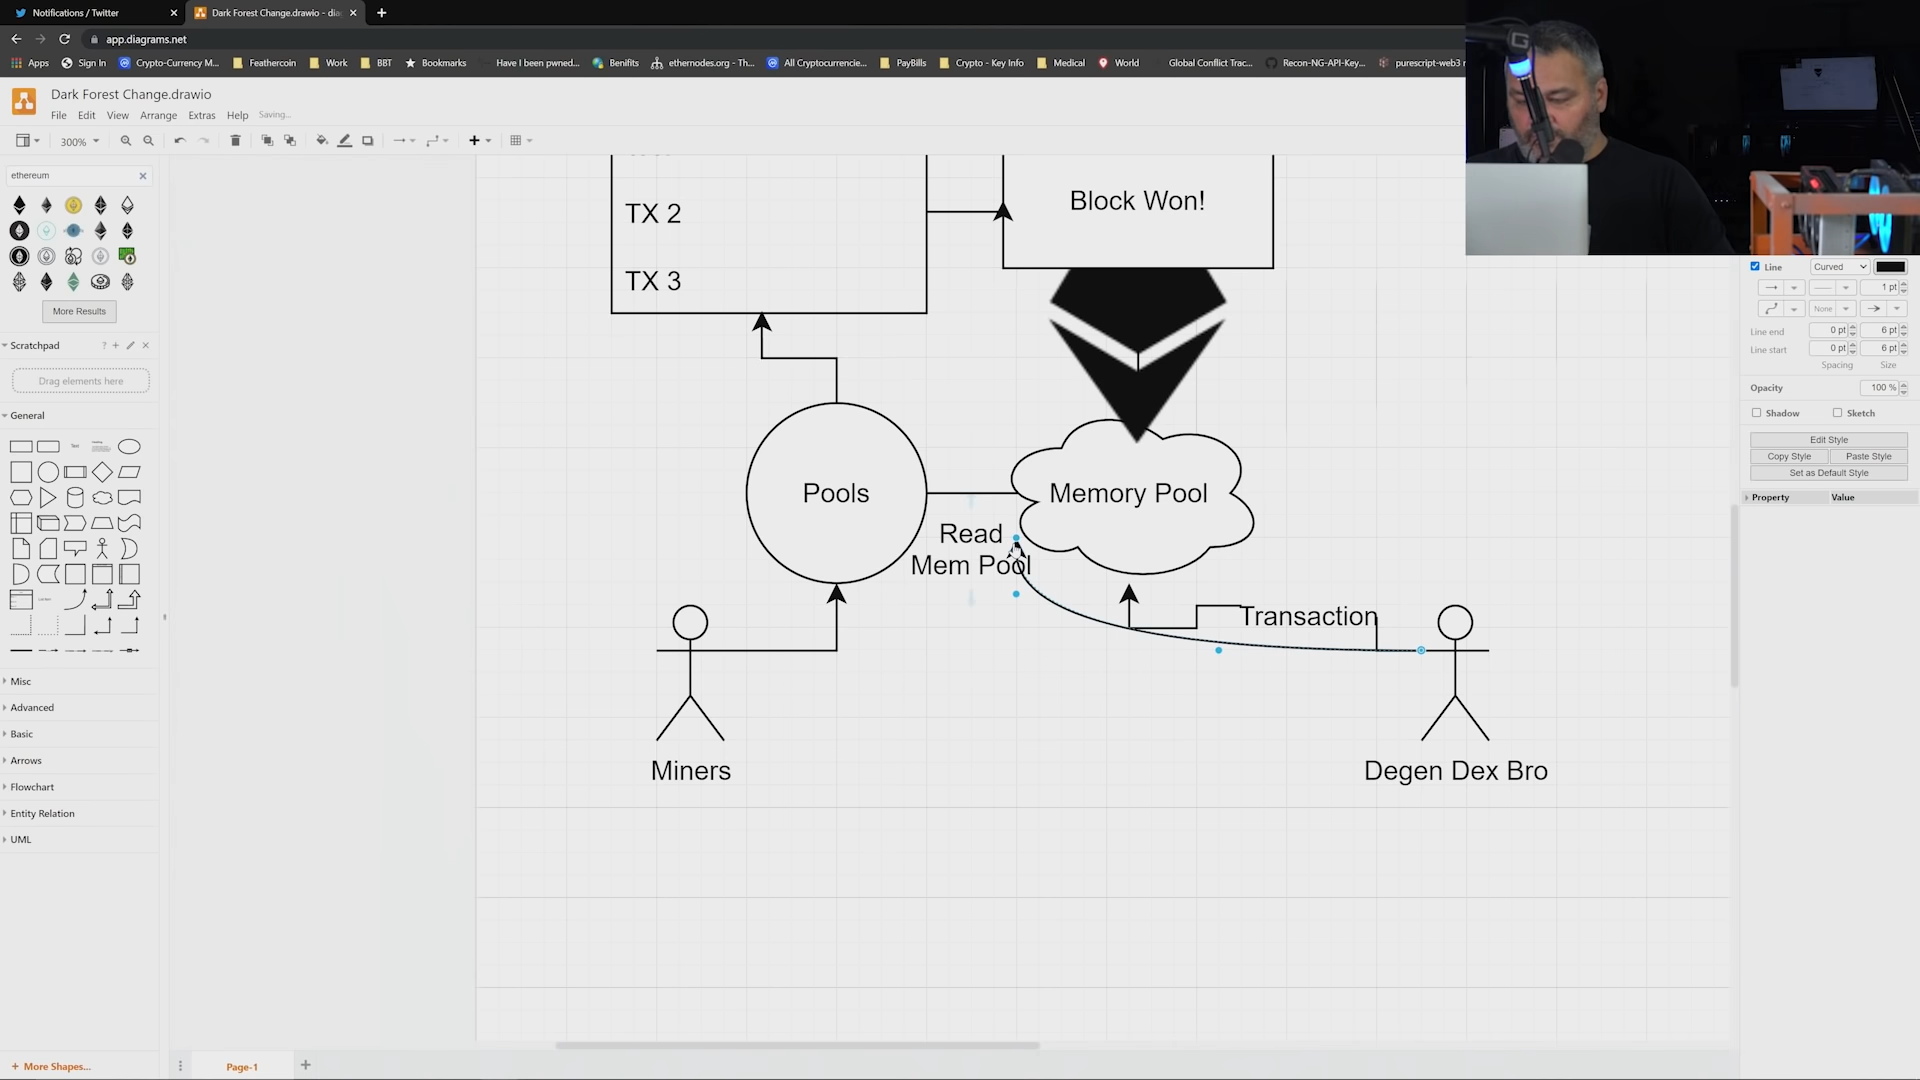 Notifications / Twitter
Dark Forest Change.drawio - dia
app.diagrams.net
Apps
Sign In
Crypto-Currency M...
Feathercoin
Work
BBT
Bookmarks
Have I been pwned...
Benifits
ethernodes.org - Th...
All Cryptocurrencie...
PayBills
Crypto - Key Info
Medical
World
Global Conflict Trac...
Recon-NG-API-Key...
purescript-web3
Dark Forest Change.drawio
File Edit View Arrange Extras Help Saving...
300%
ethereum
More Results
Scratchpad
Drag elements here
General
Misc
Advanced
Basic
Arrows
Flowchart
Entity Relation
UML
+ More Shapes...
Page-1
TX 2
TX 3
Block Won!
Pools
Memory Pool
Read
Mem Pool
Transaction
Miners
Degen Dex Bro
Line
Curved
1 pt
None
Line end
0 pt
6 pt
Line start
0 pt
6 pt
Spacing
Size
Opacity
100 %
Shadow
Sketch
Edit Style
Copy Style
Paste Style
Set as Default Style
Property
Value